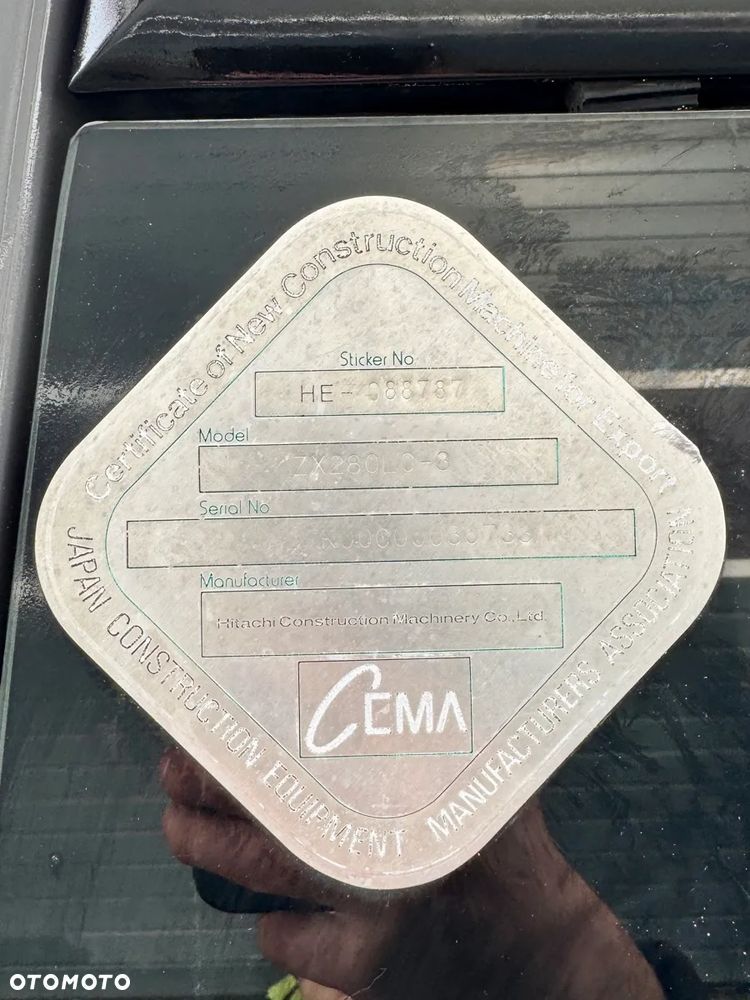 Certificate of New Construction Machine for Export
Sticker No
HE-088787
Model
ZX280LC-3
Serial No
Manufacturer
Hitachi Construction Machinery Co.,Ltd.
CEMA
JAPAN CONSTRUCTION EQUIPMENT MANUFACTURERS ASSOCIATION
OTOMOTO